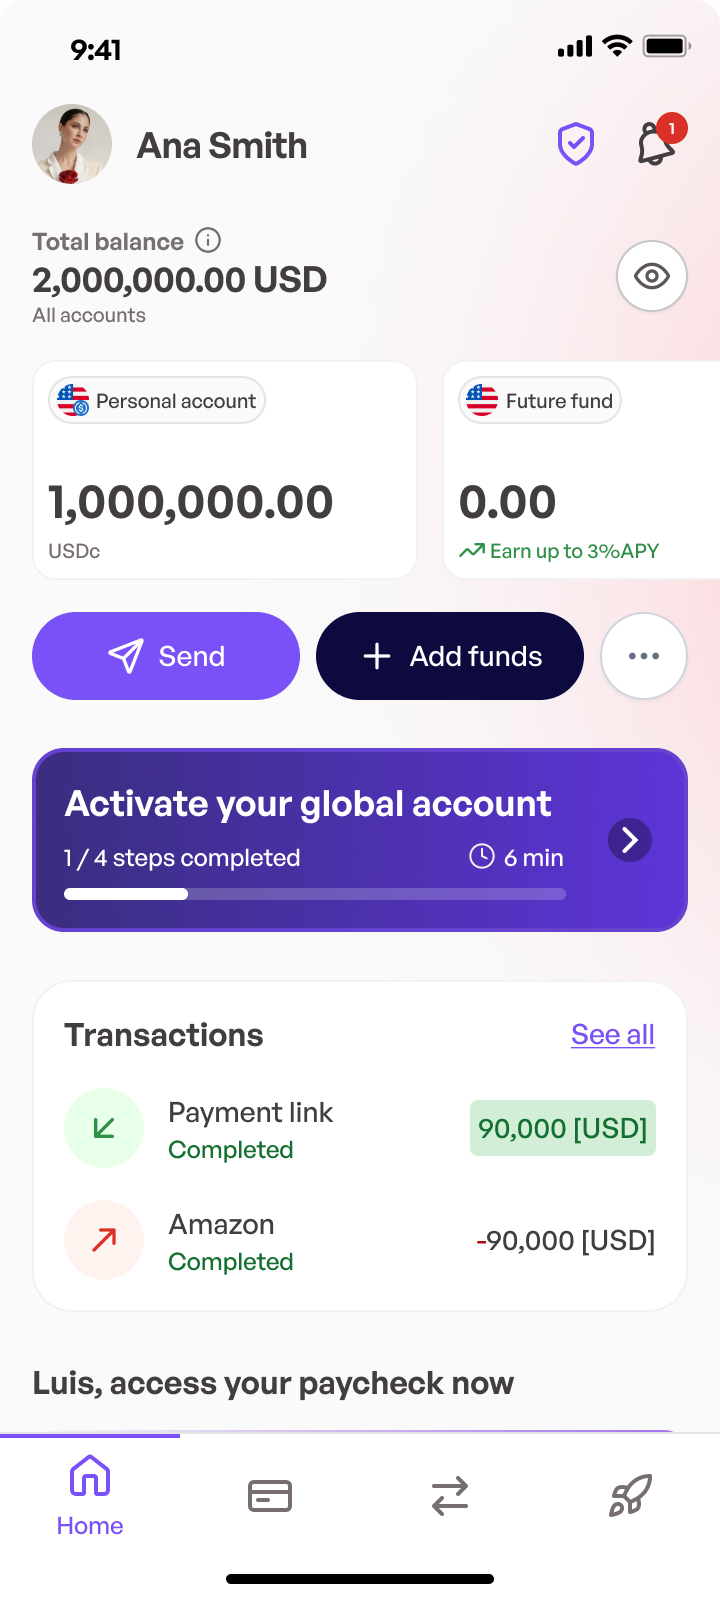 9:41
Ana Smith
1
Total balance
2,000,000.00 USD
All accounts
Personal account
Future fund
1,000,000.00
0.00
USDc
Earn up to 3%APY
Send
Add funds
Activate your global account
1 / 4 steps completed
6 min
Transactions
See all
Payment link
90,000 [USD]
Completed
Amazon
-90,000 [USD]
Completed
Luis, access your paycheck now
Home